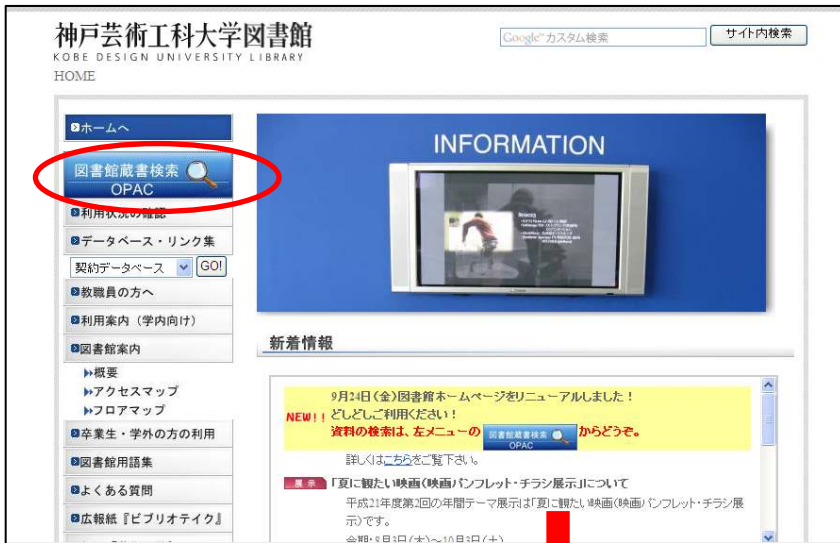 神戸芸術工科大学図書館
KOBE DESIGN UNIVERSITY LIBRARY
Google™ カスタム検索
サイト内検索
HOME
ホームへ
図書館蔵書検索
OPAC
利用状況の確認
データベース・リンク集
契約データベース
GO!
教職員の方へ
利用案内(学内向け)
図書館案内
概要
アクセスマップ
フロアマップ
卒業生・学外の方の利用
図書館用語集
よくある質問
広報紙『ビブリオテイク』
INFORMATION
新着情報
9月24日(金)図書館ホームページをリニューアルしました!
NEW!! どしどしご利用ください!
資料の検索は、左メニューの 図書館蔵書検索 OPAC からどうぞ。
詳しくはこちらをご覧下さい。
展示 「夏に観たい映画(映画パンフレット・チラシ展示)」について
平成21年度第2回の年間テーマ展示は「夏に観たい映画(映画パンフレット・チラシ展
示)です。